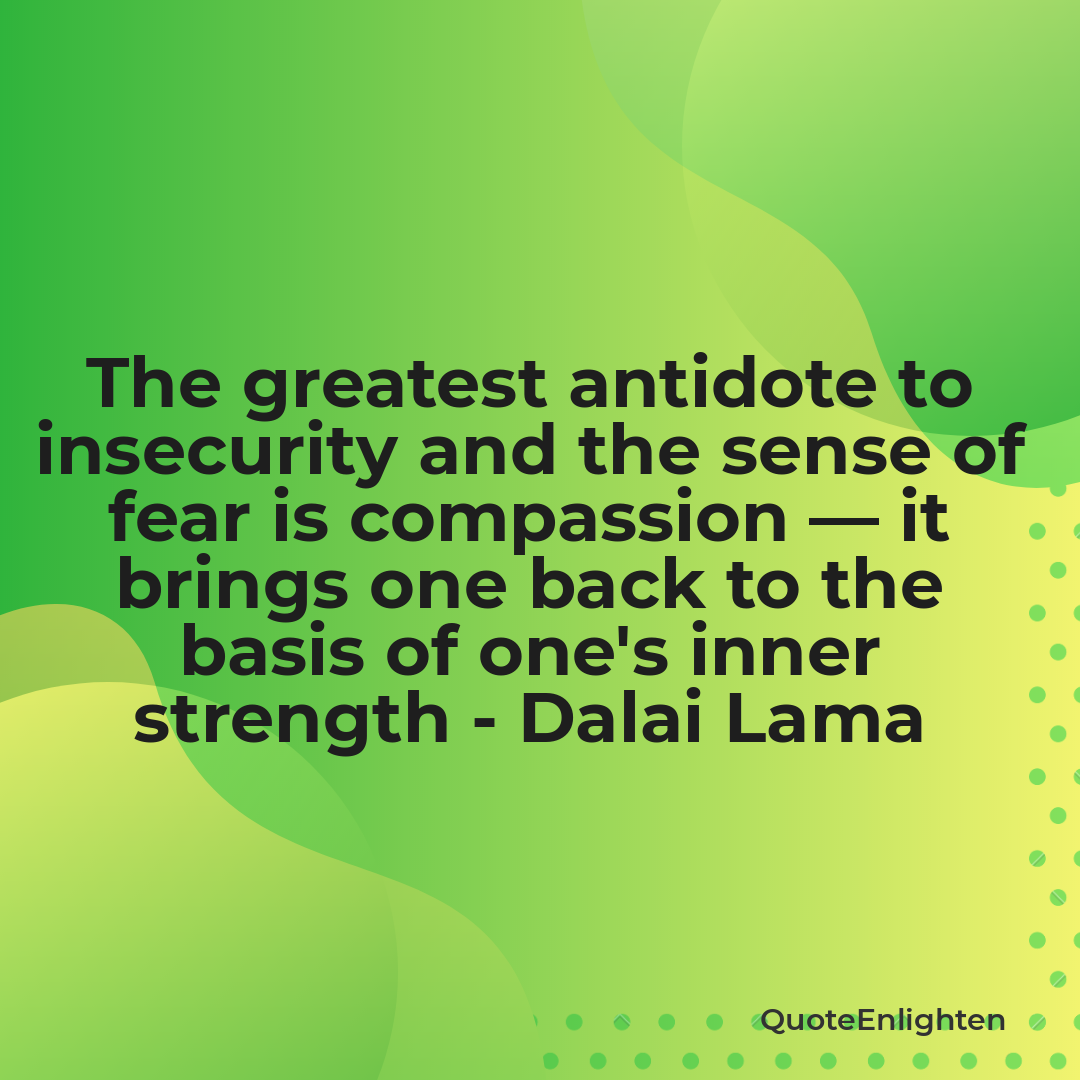 The greatest antidote to
insecurity and the sense of
fear is compassion — it
brings one back to the
basis of one's inner
strength - Dalai Lama
QuoteEnlighten